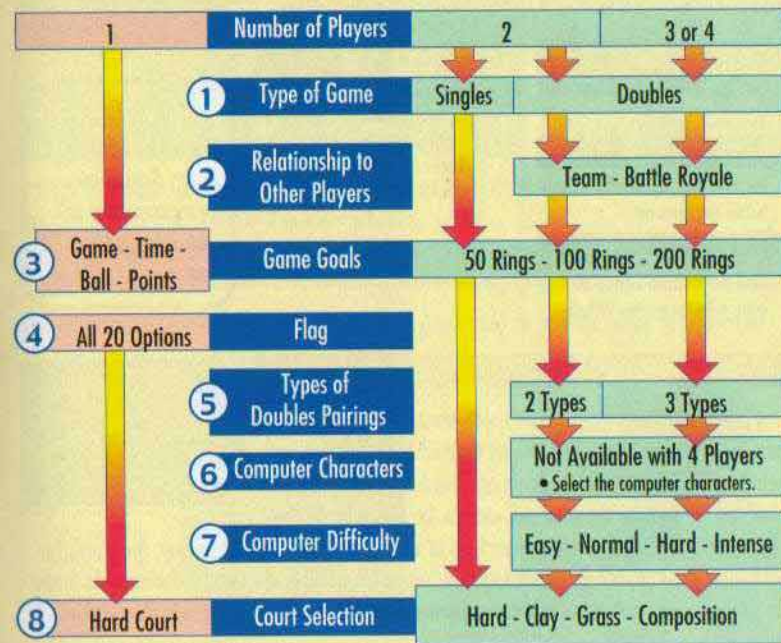 1 Number of Players 2 3 or 4
1 Type of Game Singles Doubles
2 Relationship to
Other Players
Team - Battle Royale
3 Game - Time -
Ball - Points
Game Goals 50 Rings - 100 Rings - 200 Rings
4 All 20 Options Flag
5 Types of
Doubles Pairings
2 Types 3 Types
6 Computer Characters
Not Available with 4 Players
• Select the computer characters.
7 Computer Difficulty Easy - Normal - Hard - Intense
8 Hard Court Court Selection Hard - Clay - Grass - Composition